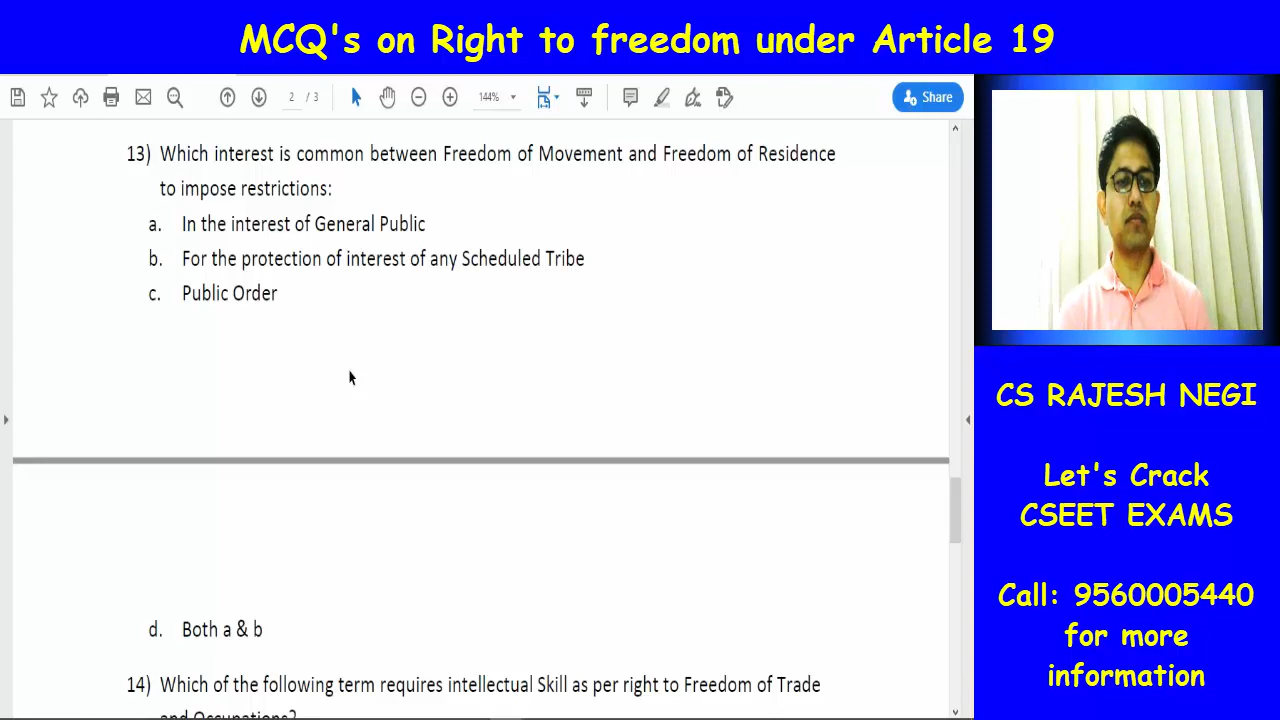 MCQ's on Right to freedom under Article 19
2 / 3
144%
Share
13) Which interest is common between Freedom of Movement and Freedom of Residence
to impose restrictions:
a. In the interest of General Public
b. For the protection of interest of any Scheduled Tribe
c. Public Order
d. Both a & b
14) Which of the following term requires intellectual Skill as per right to Freedom of Trade
and Occupations?
CS RAJESH NEGI
Let's Crack
CSEET EXAMS
Call: 9560005440
for more
information